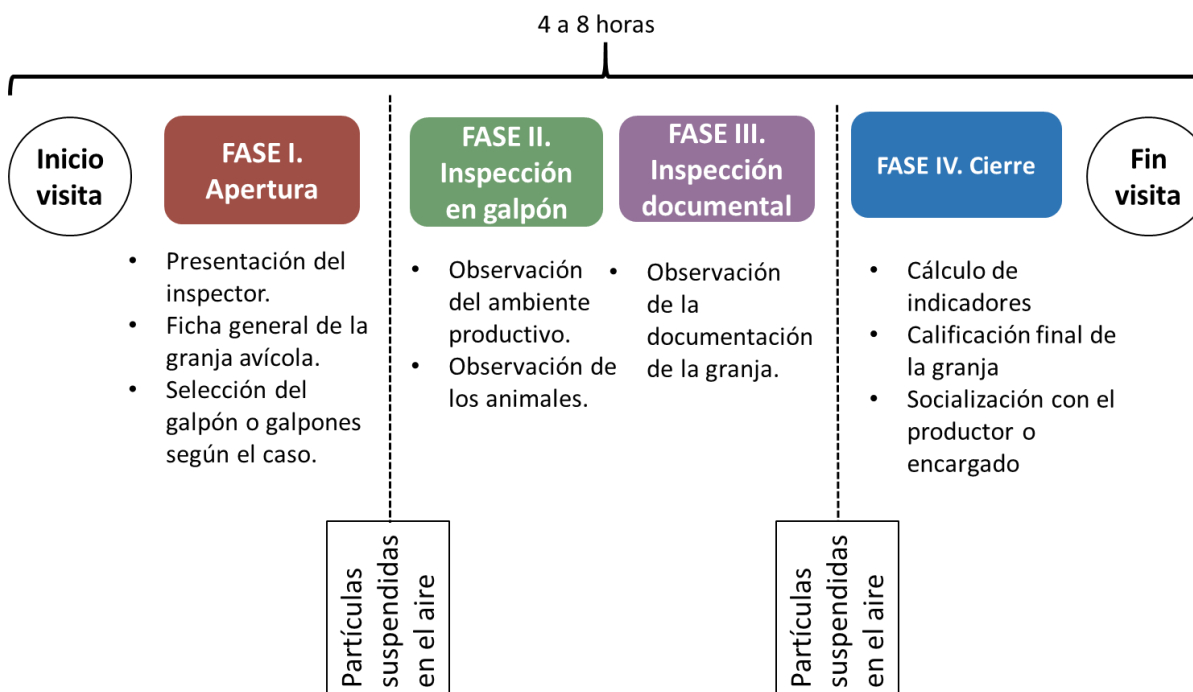 4 a 8 horas
Inicio
visita
FASE I.
Apertura
• Presentación del
inspector.
• Ficha general de la
granja avícola.
• Selección del
galpón o galpones
según el caso.
FASE II.
Inspección
en galpón
• Observación
del ambiente
productivo.
• Observación de
los animales.
FASE III.
Inspección
documental
• Observación
de la
documentación
de la granja.
FASE IV. Cierre
• Cálculo de
indicadores
• Calificación final de
la granja
• Socialización con el
productor o
encargado
Fin
visita
Partículas
suspendidas
en el aire
Partículas
suspendidas
en el aire